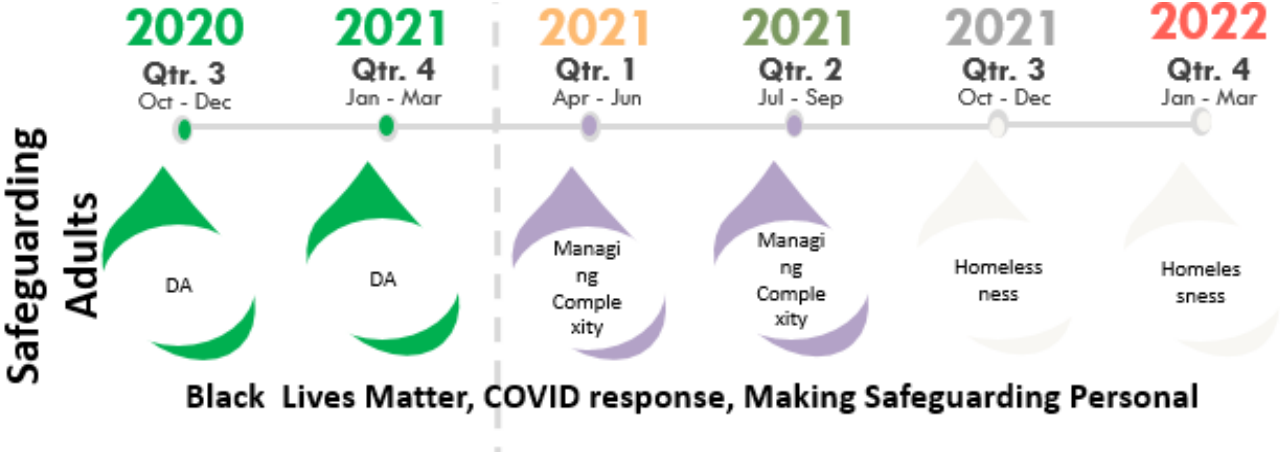 2020 2021 2021 2021 2021 2022
Qtr. 3 Qtr. 4 Qtr. 1 Qtr. 2 Qtr. 3 Qtr. 4
Oct - Dec Jan - Mar Apr - Jun Jul - Sep Oct - Dec Jan - Mar
Safeguarding
Adults
DA
DA
Managi
ng
Comple
xity
Managi
ng
Comple
xity
Homeless
ness
Homeles
sness
Black Lives Matter, COVID response, Making Safeguarding Personal